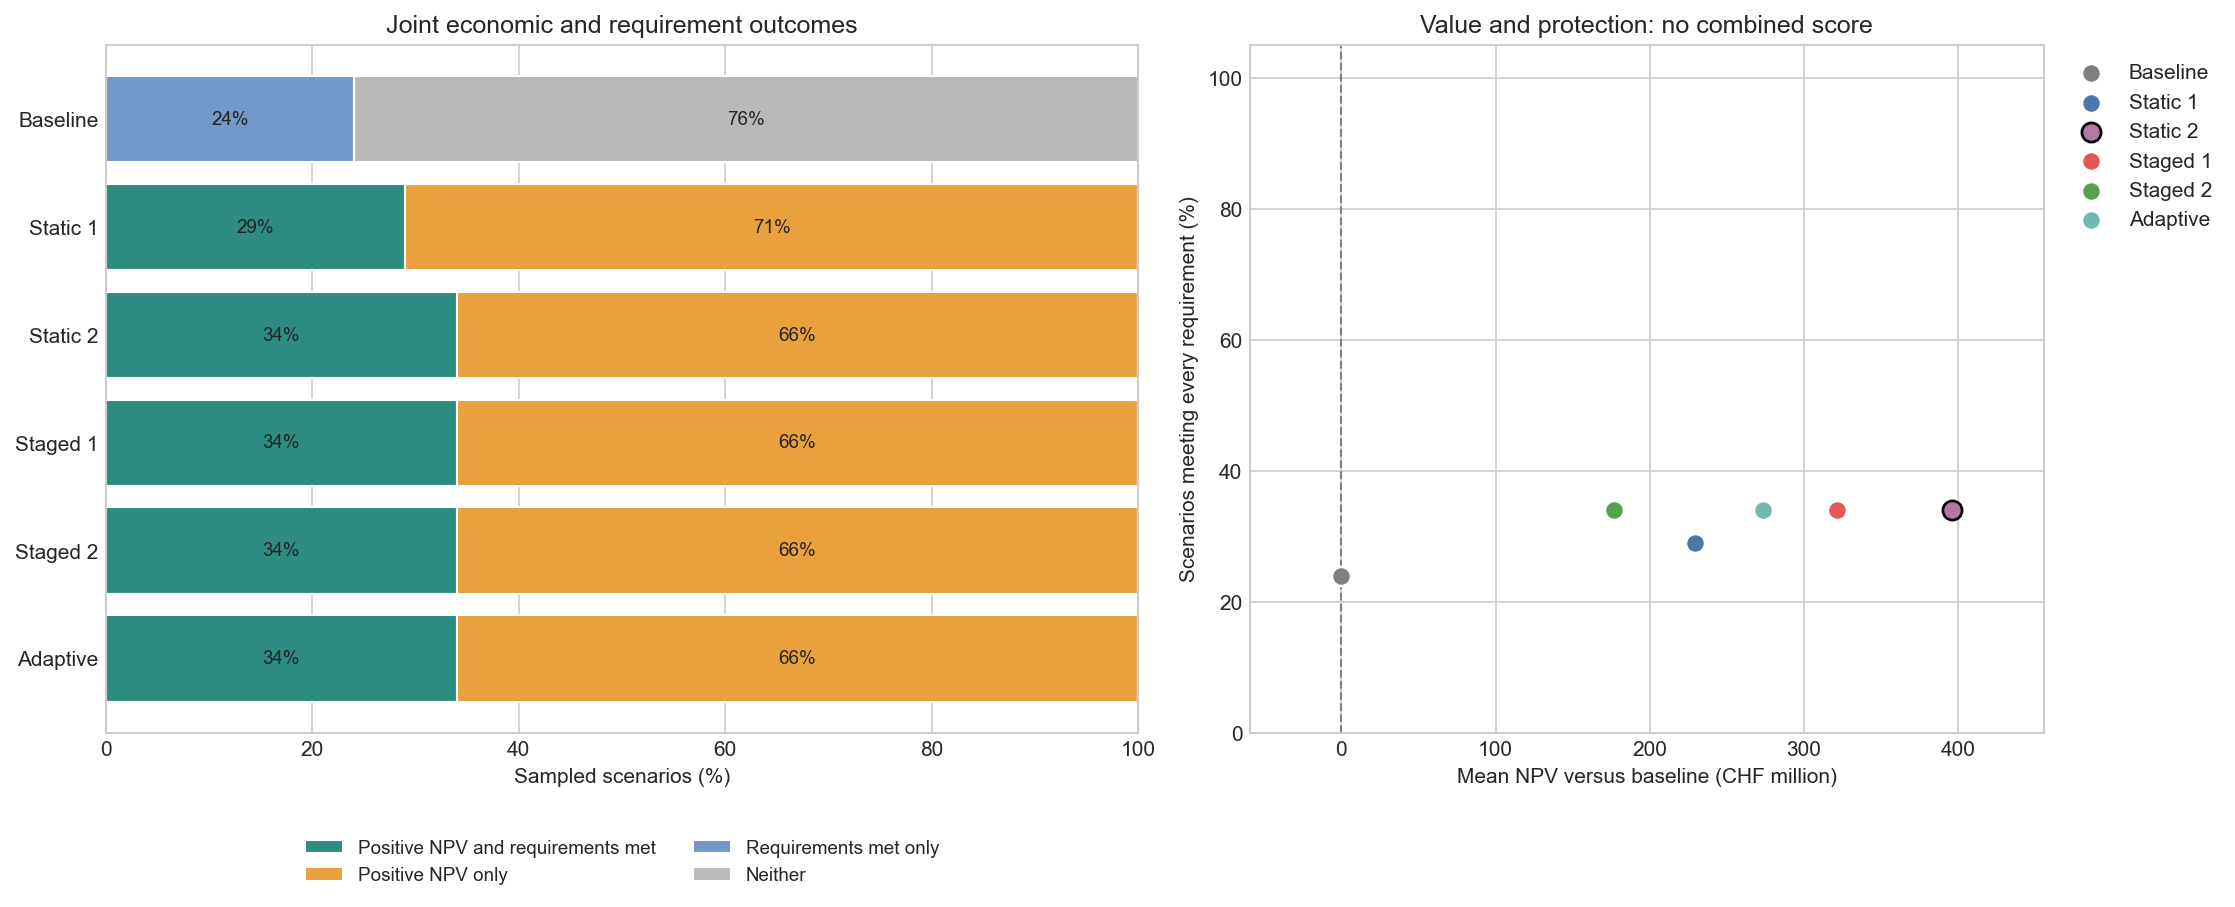 Joint economic and requirement outcomes
Baseline
24%
76%
Static 1
29%
71%
Static 2
34%
66%
Staged 1
34%
66%
Staged 2
34%
66%
Adaptive
34%
66%
0 20 40 60 80 100
Sampled scenarios (%)
Positive NPV and requirements met
Positive NPV only
Requirements met only
Neither
Value and protection: no combined score
Scenarios meeting every requirement (%)
100
80
60
40
20
0
0 100 200 300 400
Mean NPV versus baseline (CHF million)
Baseline
Static 1
Static 2
Staged 1
Staged 2
Adaptive